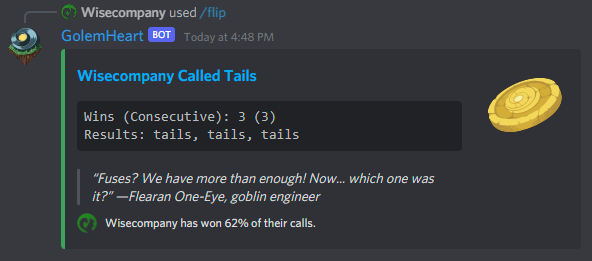 Wisecompany used /flip
GolemHeart BOT Today at 4:48 PM
Wisecompany Called Tails
Wins (Consecutive): 3 (3)
Results: tails, tails, tails
“Fuses? We have more than enough! Now... which one was
it?” —Flearan One-Eye, goblin engineer
Wisecompany has won 62% of their calls.